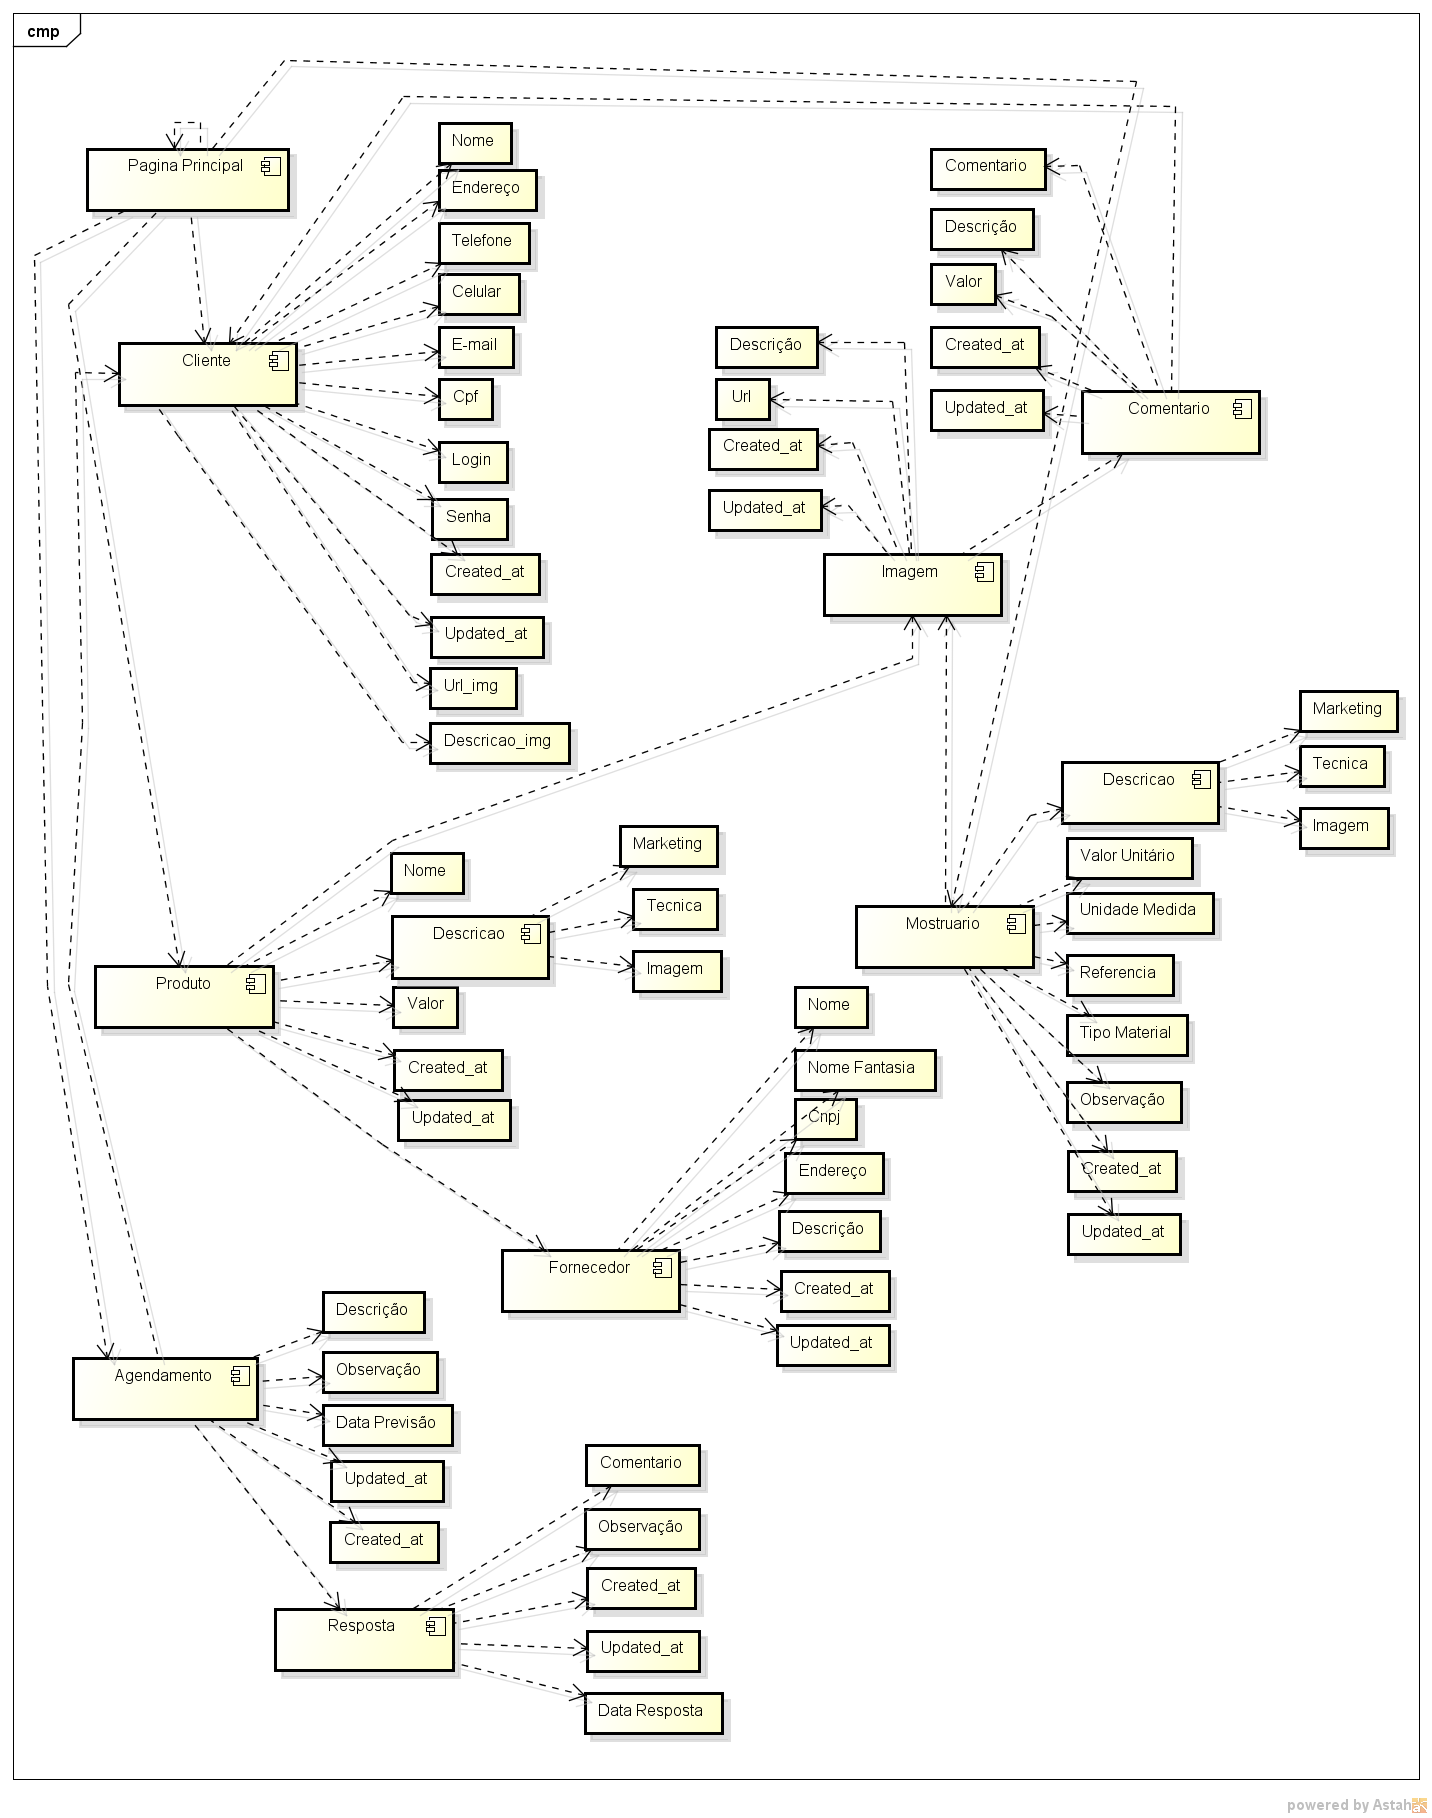 cmp
Pagina Principal
Cliente
Nome
Endereço
Telefone
Celular
E-mail
Cpf
Login
Senha
Created_at
Updated_at
Url_img
Descricao_img
Comentario
Descrição
Valor
Created_at
Updated_at
Comentario
Descrição
Url
Created_at
Updated_at
Imagem
Marketing
Tecnica
Imagem
Descricao
Valor Unitário
Unidade Medida
Referencia
Tipo Material
Observação
Created_at
Updated_at
Mostruario
Produto
Nome
Descricao
Marketing
Tecnica
Imagem
Valor
Created_at
Updated_at
Nome
Nome Fantasia
Cnpj
Endereço
Descrição
Created_at
Updated_at
Fornecedor
Agendamento
Descrição
Observação
Data Previsão
Updated_at
Created_at
Resposta
Comentario
Observação
Created_at
Updated_at
Data Resposta
powered by Astah